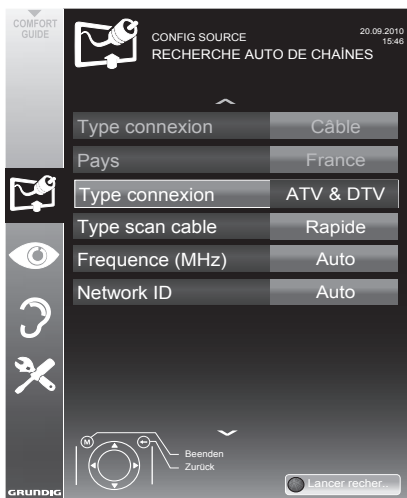 COMFORT
GUIDE
CONFIG SOURCE
20.09.2010
15:46
RECHERCHE AUTO DE CHAÎNES
Type connexion Câble
Pays France
Type connexion ATV & DTV
Type scan cable Rapide
Frequence (MHz) Auto
Network ID Auto
M
Beenden
Zurück
Lancer recher..
GRUNDIG